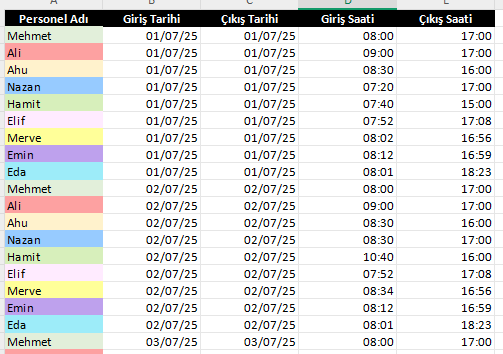 A B C D E
Personel Adı Giriş Tarihi Çıkış Tarihi Giriş Saati Çıkış Saati
Mehmet 01/07/25 01/07/25 08:00 17:00
Ali 01/07/25 01/07/25 09:00 17:00
Ahu 01/07/25 01/07/25 08:30 16:00
Nazan 01/07/25 01/07/25 07:20 17:00
Hamit 01/07/25 01/07/25 07:40 15:00
Elif 01/07/25 01/07/25 07:52 17:08
Merve 01/07/25 01/07/25 08:02 16:56
Emin 01/07/25 01/07/25 08:12 16:59
Eda 01/07/25 01/07/25 08:01 18:23
Mehmet 02/07/25 02/07/25 08:00 17:00
Ali 02/07/25 02/07/25 09:00 17:00
Ahu 02/07/25 02/07/25 08:30 16:00
Nazan 02/07/25 02/07/25 08:30 17:00
Hamit 02/07/25 02/07/25 10:40 16:00
Elif 02/07/25 02/07/25 07:52 17:08
Merve 02/07/25 02/07/25 08:34 16:56
Emin 02/07/25 02/07/25 08:12 16:59
Eda 02/07/25 02/07/25 08:01 18:23
Mehmet 03/07/25 03/07/25 08:00 17:00